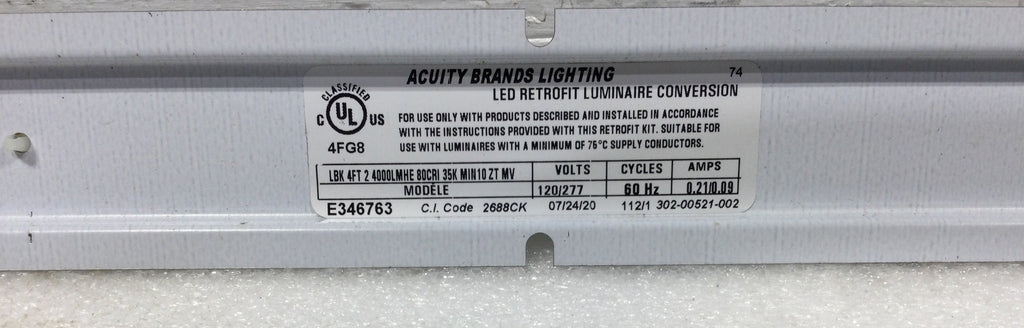 ACUITY BRANDS LIGHTING
74
LED RETROFIT LUMINAIRE CONVERSION
CLASSIFIED
C UL US
4FG8
FOR USE ONLY WITH PRODUCTS DESCRIBED AND INSTALLED IN ACCORDANCE
WITH THE INSTRUCTIONS PROVIDED WITH THIS RETROFIT KIT. SUITABLE FOR
USE WITH LUMINAIRES WITH A MINIMUM OF 75°C SUPPLY CONDUCTORS.
LBK 4FT 2 4000LMHE 80CRI 35K MIN10 ZT MV VOLTS CYCLES AMPS
MODÈLE 120/277 60 Hz 0.21/0.09
E346763 C.I. Code 2688CK 07/24/20 112/1 302-00521-002